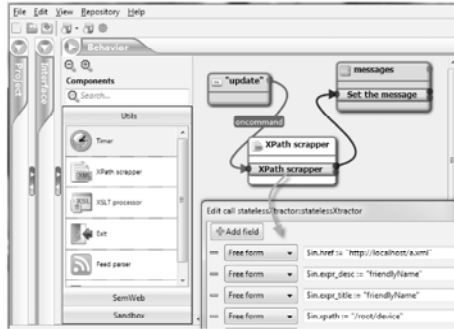 File Edit View Repository Help
Behavior
Project
Interface
Components
Search...
Utils
Timer
XPath scrapper
XSLT processor
Exit
Feed parser
SemWeb
Sandbox
"update"
encommand
messages
Set the message
XPath scrapper
XPath scrapper
Edit call statelessXtractor::statelessXtractor
Add field
Free form $in.href := "http://localhost/a.xml"
Free form $in.expr_desc := "friendlyName"
Free form $in.expr_title := "friendlyName"
Free form $in.xpath := "/root/device"